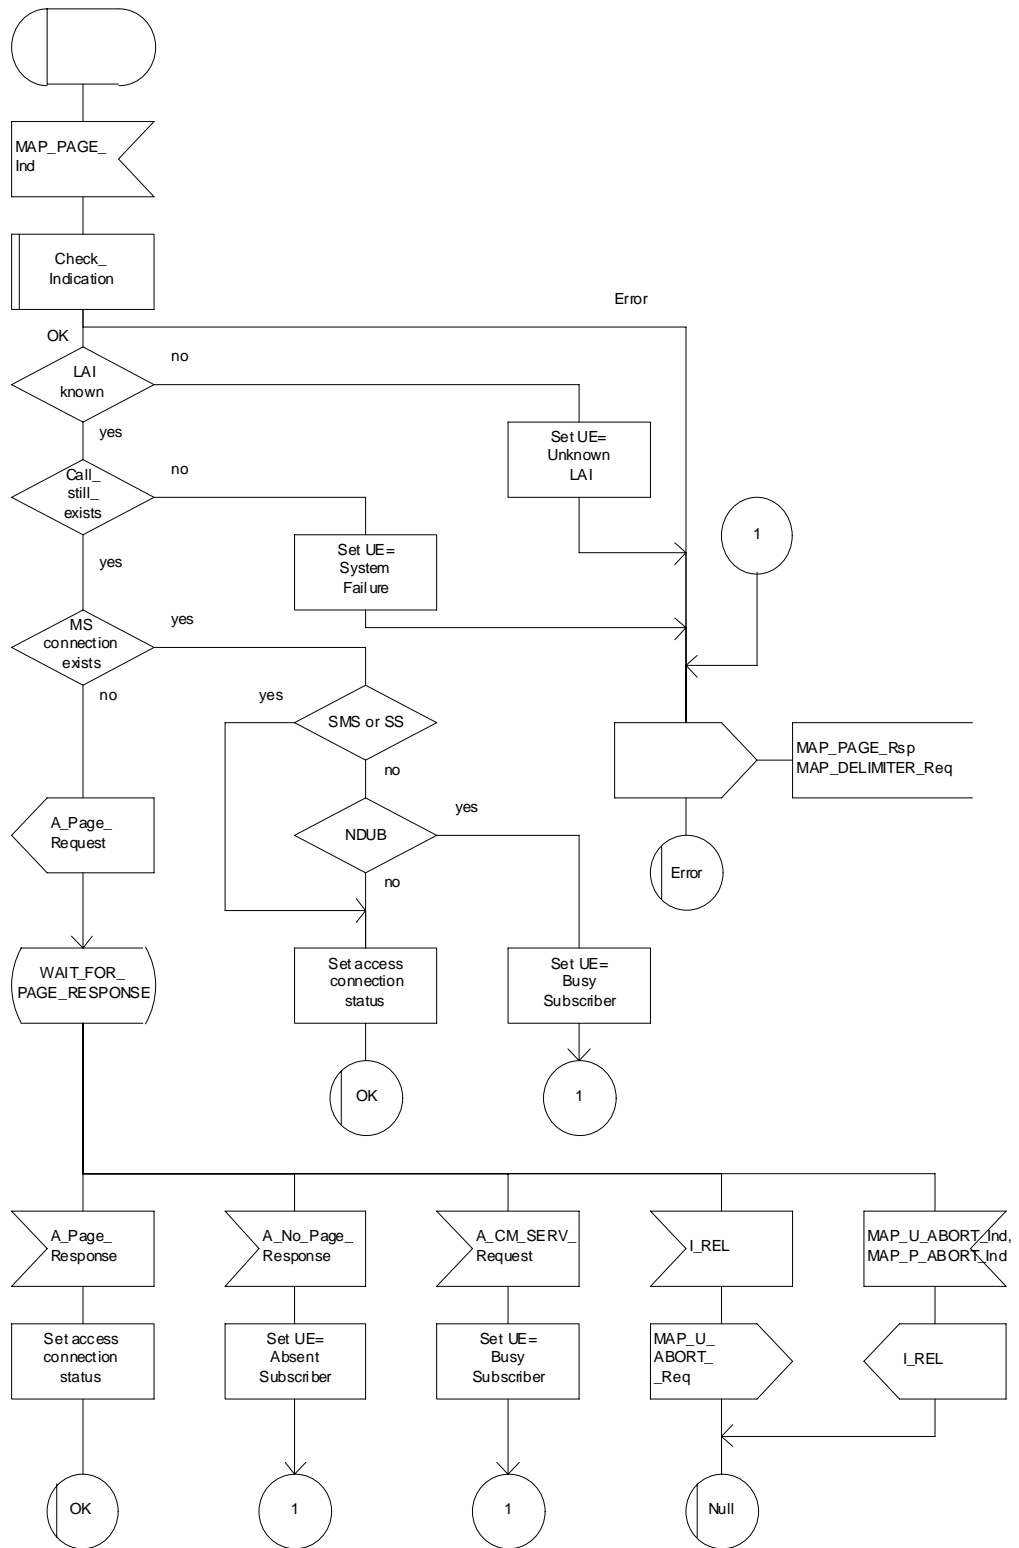 MAP_PAGE_
Ind
Check_
Indication
Error
OK
no
LAI
known
yes
Set UE=
Unknown
LAI
no
Call_
still_
exists
1
yes
Set UE=
System
Failure
yes
MS
connection
exists
no
yes
SMS or SS
no
MAP_PAGE_Rsp
MAP_DELIMITER_Req
A_Page_
Request
yes
NDUB
no
Error
WAIT_FOR_
PAGE_RESPONSE
Set access
connection
status
Set UE=
Busy
Subscriber
OK
1
A_Page_
Response
A_No_Page_
Response
A_CM_SERV_
Request
I_REL
MAP_U_ABORT_Ind,
MAP_P_ABORT_Ind
Set access
connection
status
Set UE=
Absent
Subscriber
Set UE=
Busy
Subscriber
MAP_U_
ABORT_
_Req
I_REL
OK
1
1
Null